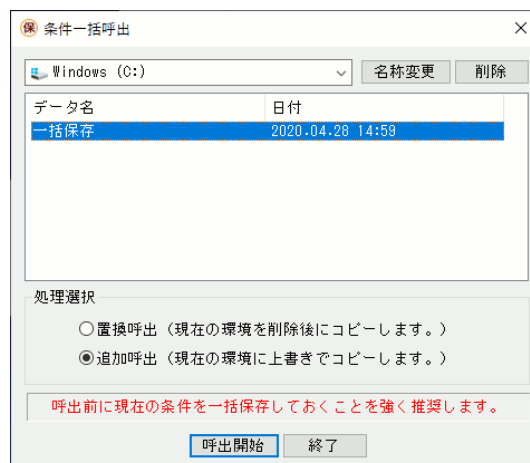 保 条件一括呼出
Windows (C:) 名称変更 削除
データ名 日付
一括保存 2020.04.28 14:59
処理選択
置換呼出（現在の環境を削除後にコピーします。）
追加呼出（現在の環境に上書きでコピーします。）
呼出前に現在の条件を一括保存しておくことを強く推奨します。
呼出開始 終了